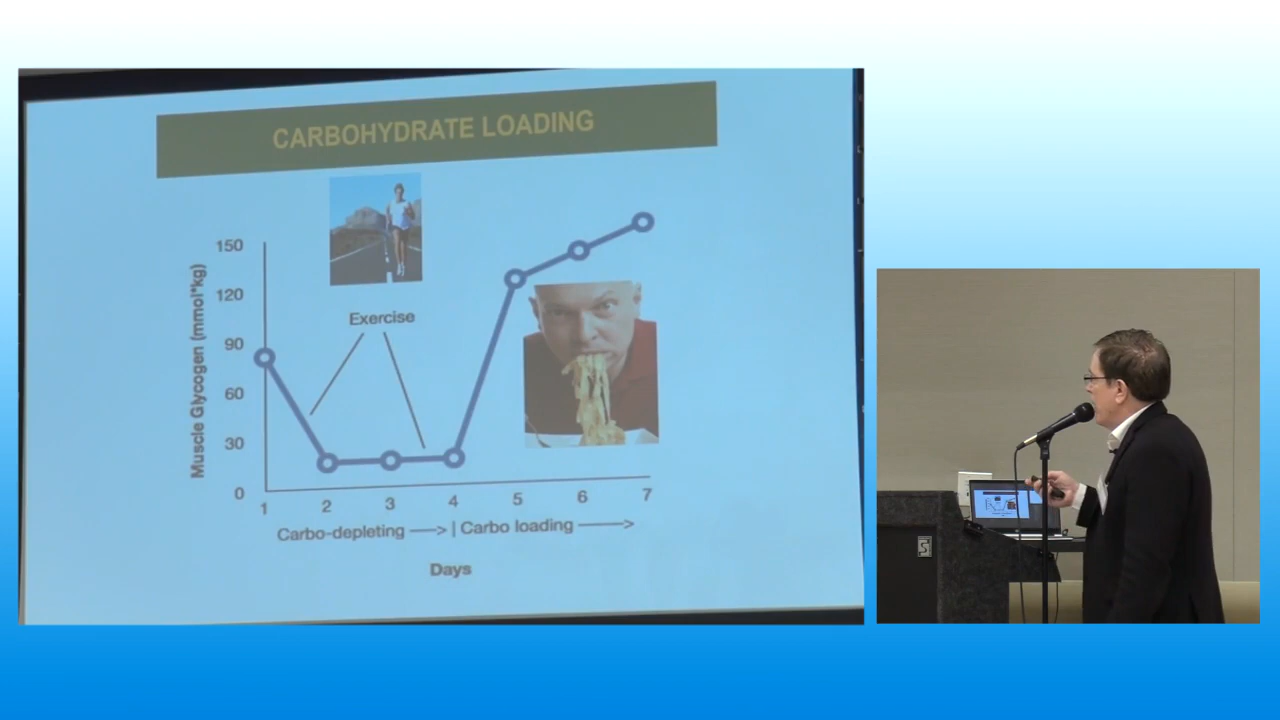 CARBOHYDRATE LOADING
150
120
90
60
30
0
Muscle Glycogen (mmol*kg)
Exercise
1 2 3 4 5 6 7
Carbo-depleting —> | Carbo loading —>
Days